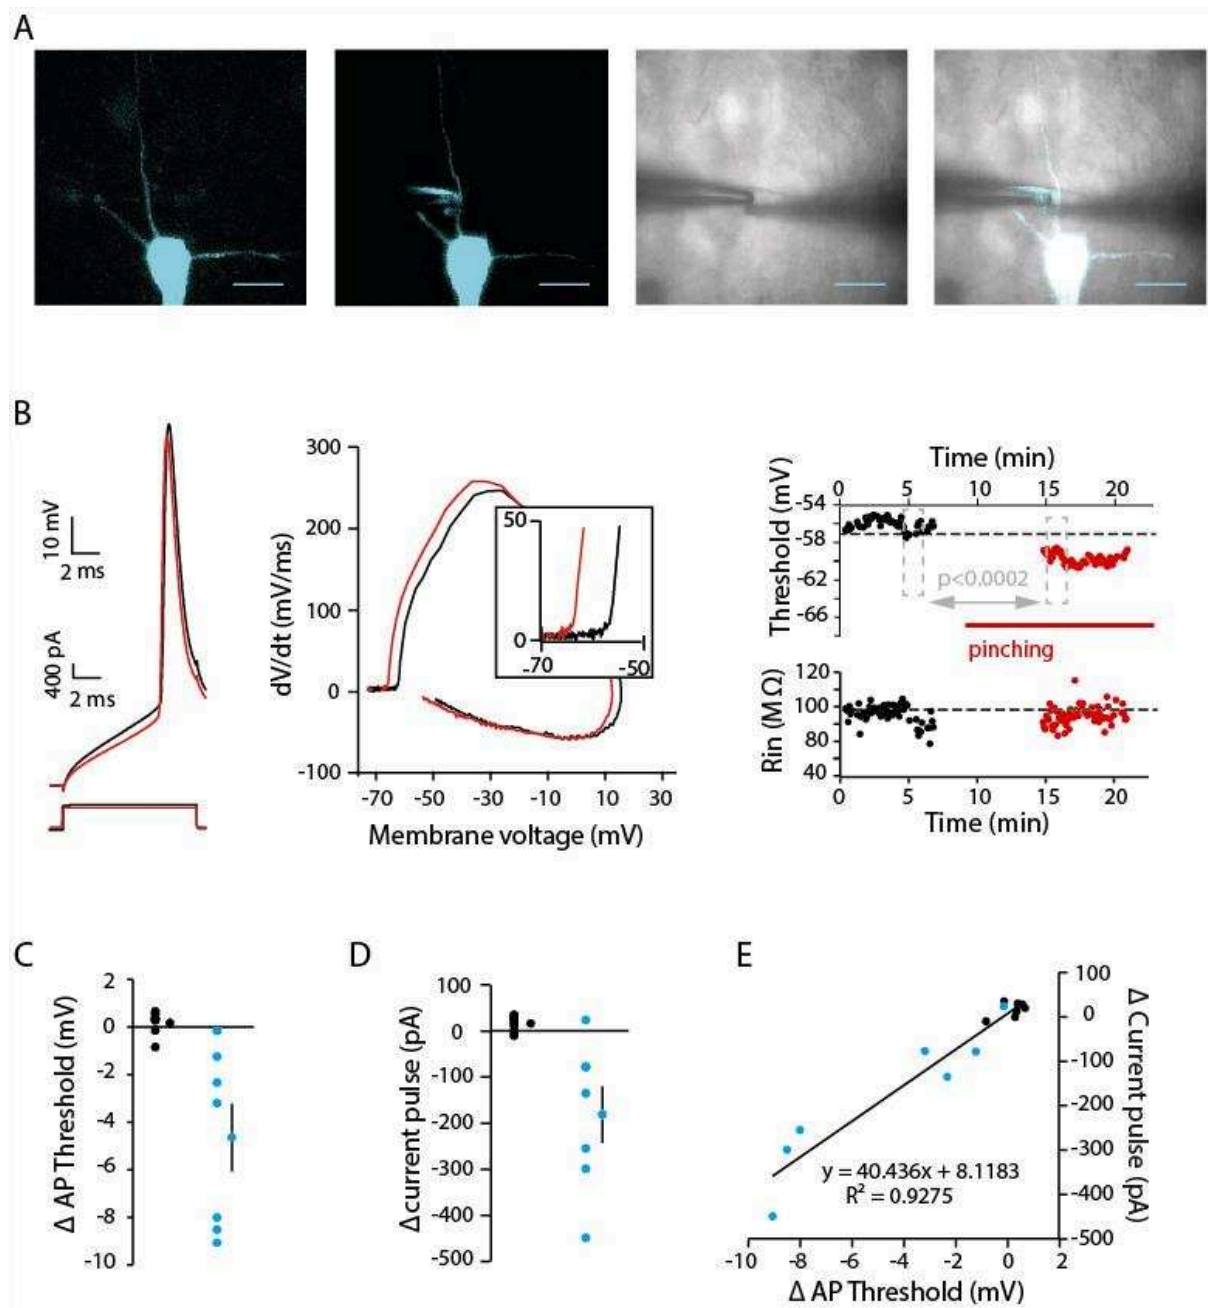 A
B
10 mV
2 ms
400 pA
2 ms
300
200
100
0
-100
dV/dt (mV/ms)
-70 -50 -30 -10 10 30
Membrane voltage (mV)
50
0
-70 -50
Time (min)
0 5 10 15 20
-54
-58
-62
-66
Threshold (mV)
p<0.0002
pinching
120
100
80
40
Rin (M Ω)
0 5 10 15 20
Time (min)
C
2
0
-2
-4
-6
-8
-10
Δ AP Threshold (mV)
D
100
0
-100
-200
-300
-400
-500
Δcurrent pulse (pA)
E
100
0
-100
-200
-300
-400
-500
Δ Current pulse (pA)
y = 40.436x + 8.1183
R² = 0.9275
-10 -8 -6 -4 -2 0 2
Δ AP Threshold (mV)